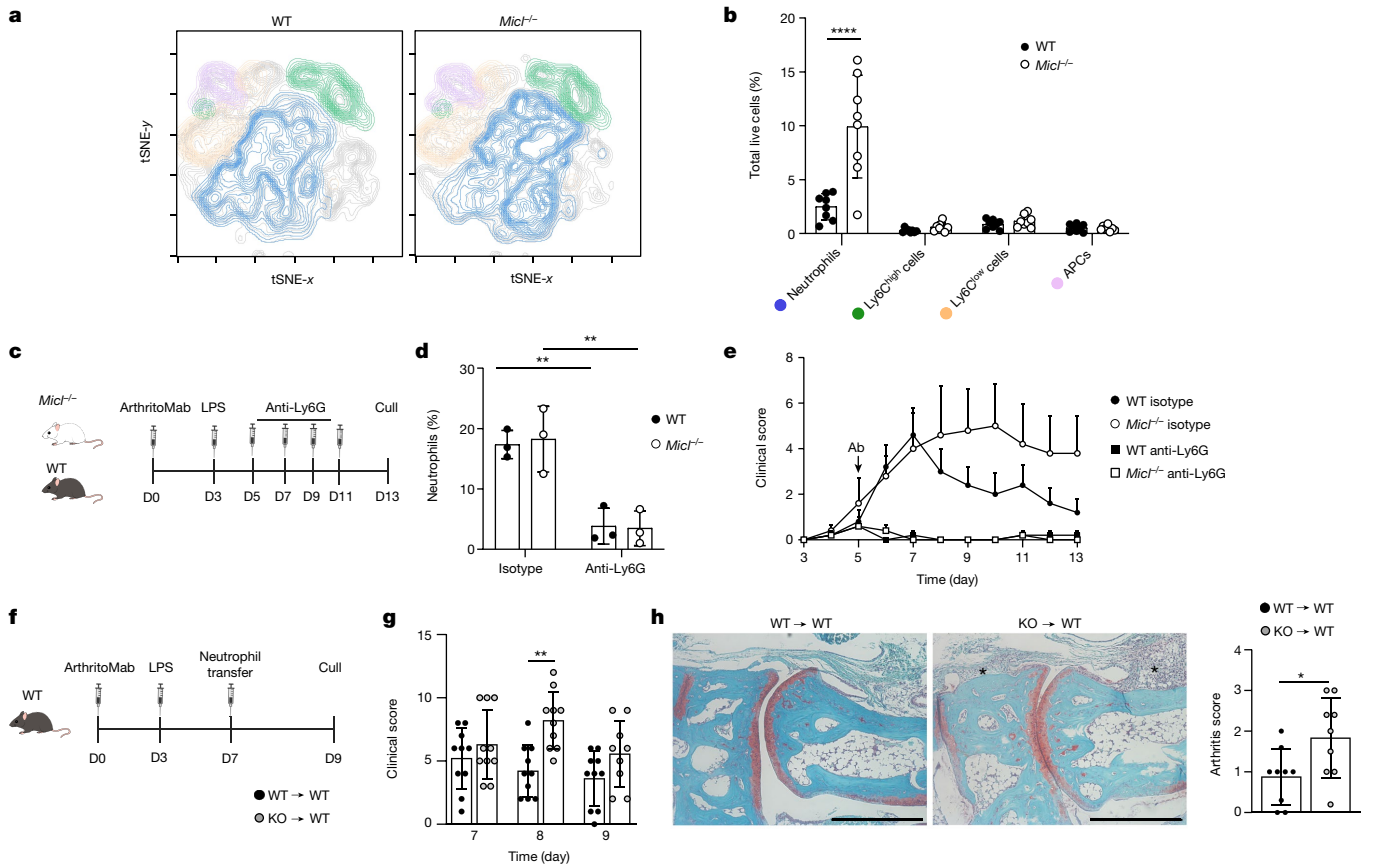 a
WT
Micl–/–
tSNE-y
tSNE-x
tSNE-x
b
Total live cells (%)
20
15
10
5
0
****
WT
Micl–/–
Neutrophils
Ly6Chigh cells
Ly6Clow cells
APCs
c
Micl–/–
WT
ArthritoMab
LPS
Anti-Ly6G
Cull
D0
D3
D5
D7
D9
D11
D13
d
**
**
Neutrophils (%)
30
20
10
0
WT
Micl–/–
Isotype
Anti-Ly6G
e
Clinical score
8
6
4
2
0
Ab
3
5
7
9
11
13
Time (day)
WT isotype
Micl–/– isotype
WT anti-Ly6G
Micl–/– anti-Ly6G
f
WT
ArthritoMab
LPS
Neutrophil
transfer
Cull
D0
D3
D7
D9
WT → WT
KO → WT
g
Clinical score
15
10
5
0
**
7
8
9
Time (day)
h
WT → WT
KO → WT
*
*
WT → WT
KO → WT
Arthritis score
4
3
2
1
0
*